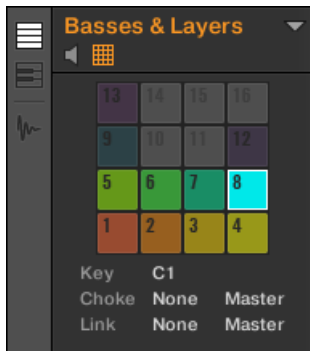 Basses & Layers
13 14 15 16
9 10 11 12
5 6 7 8
1 2 3 4
Key C1
Choke None Master
Link None Master